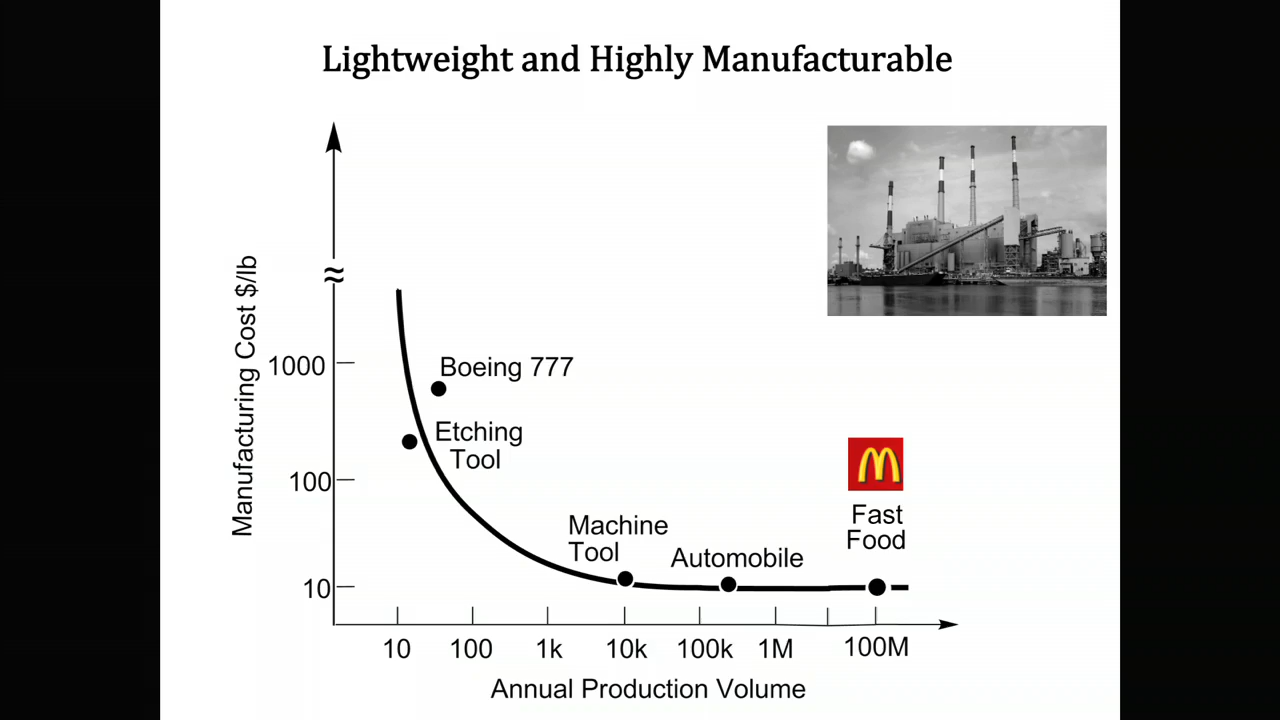 Lightweight and Highly Manufacturable
Manufacturing Cost $/lb
1000
100
10
Boeing 777
Etching
Tool
Machine
Tool
Automobile
Fast
Food
10
100
1k
10k
100k
1M
100M
Annual Production Volume